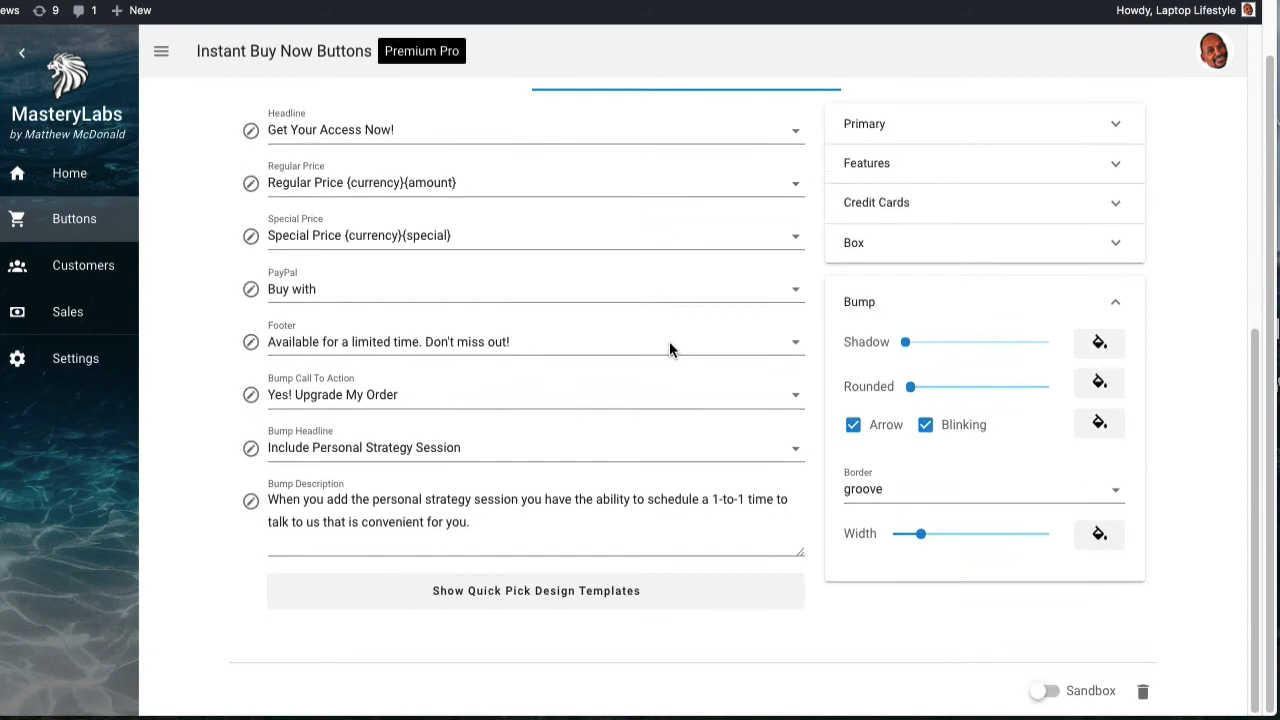 ews 9 1 + New
Howdy, Laptop Lifestyle
Instant Buy Now Buttons Premium Pro
MasteryLabs
by Matthew McDonald
Home
Buttons
Customers
Sales
Settings
Headline
Get Your Access Now!
Regular Price
Regular Price {currency}{amount}
Special Price
Special Price {currency}{special}
PayPal
Buy with
Footer
Available for a limited time. Don't miss out!
Bump Call To Action
Yes! Upgrade My Order
Bump Headline
Include Personal Strategy Session
Bump Description
When you add the personal strategy session you have the ability to schedule a 1-to-1 time to
talk to us that is convenient for you.
Show Quick Pick Design Templates
Primary
Features
Credit Cards
Box
Bump
Shadow
Rounded
Arrow Blinking
Border
groove
Width
Sandbox